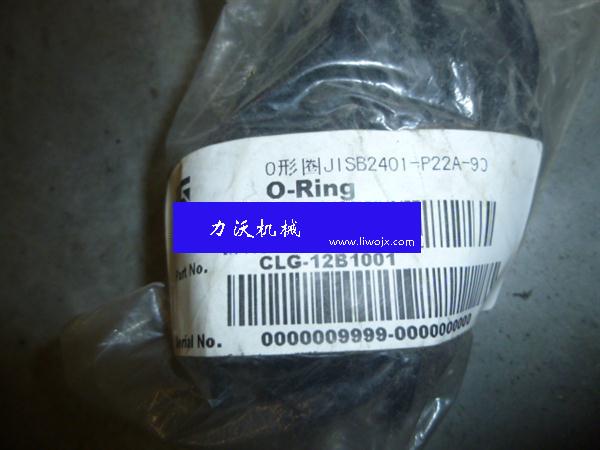 O形圈JISB2401-P22A-90
O-Ring
力沃机械
www.liwojx.com
Part No.
CLG-12B1001
Serial No.
0000009999-0000000000